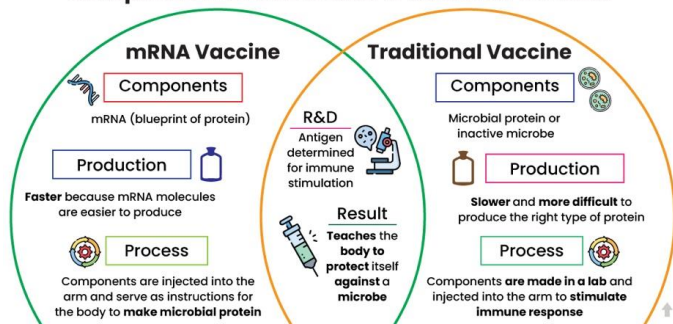 mRNA Vaccine
Components
mRNA (blueprint of protein)
Production
Faster because mRNA molecules
are easier to produce
Process
Components are injected into the
arm and serve as instructions for
the body to make microbial protein
R&D
Antigen
determined
for immune
stimulation
Result
Teaches the
body to
protect itself
against a
microbe
Traditional Vaccine
Components
Microbial protein or
inactive microbe
Production
Slower and more difficult to
produce the right type of protein
Process
Components are made in a lab and
injected into the arm to stimulate
immune response